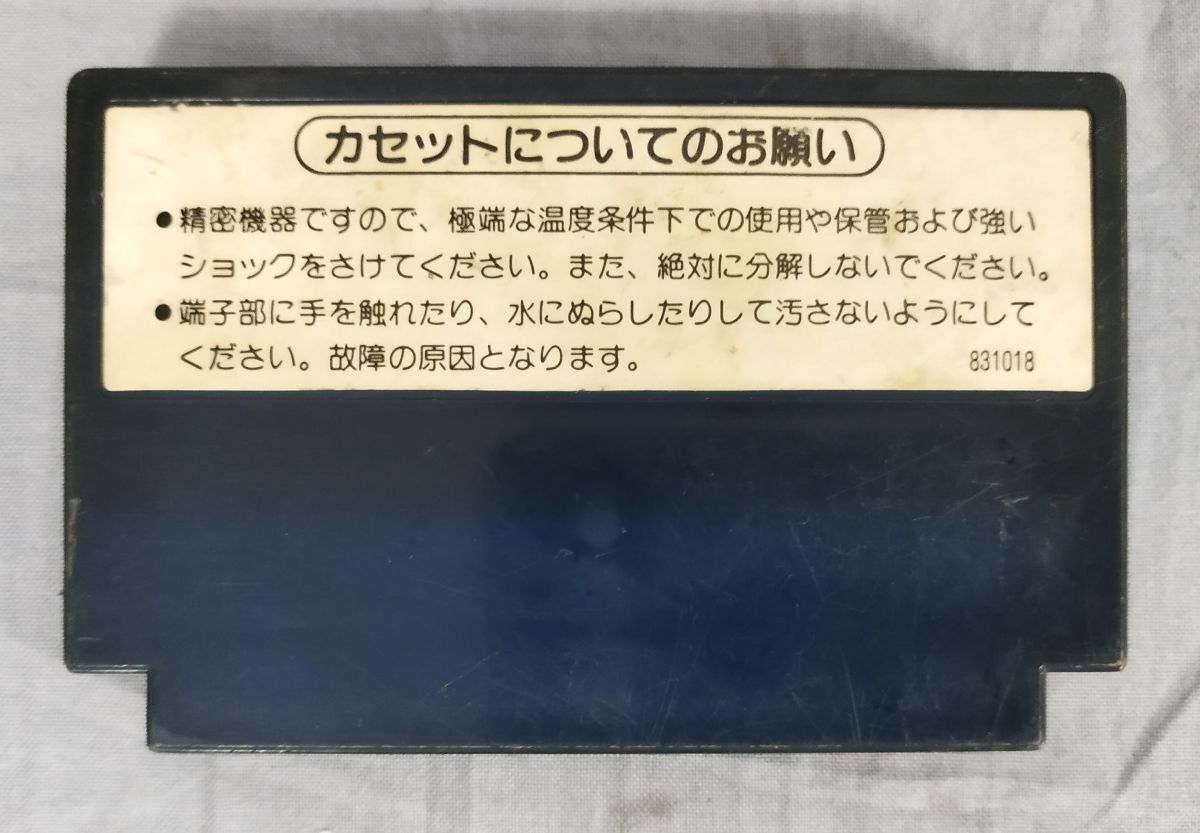 カセットについてのお願い
●精密機器ですので、極端な温度条件下での使用や保管および強い
ショックをさけてください。また、絶対に分解しないでください。
●端子部に手を触れたり、水にぬらしたりして汚さないようにして
ください。故障の原因となります。 831018